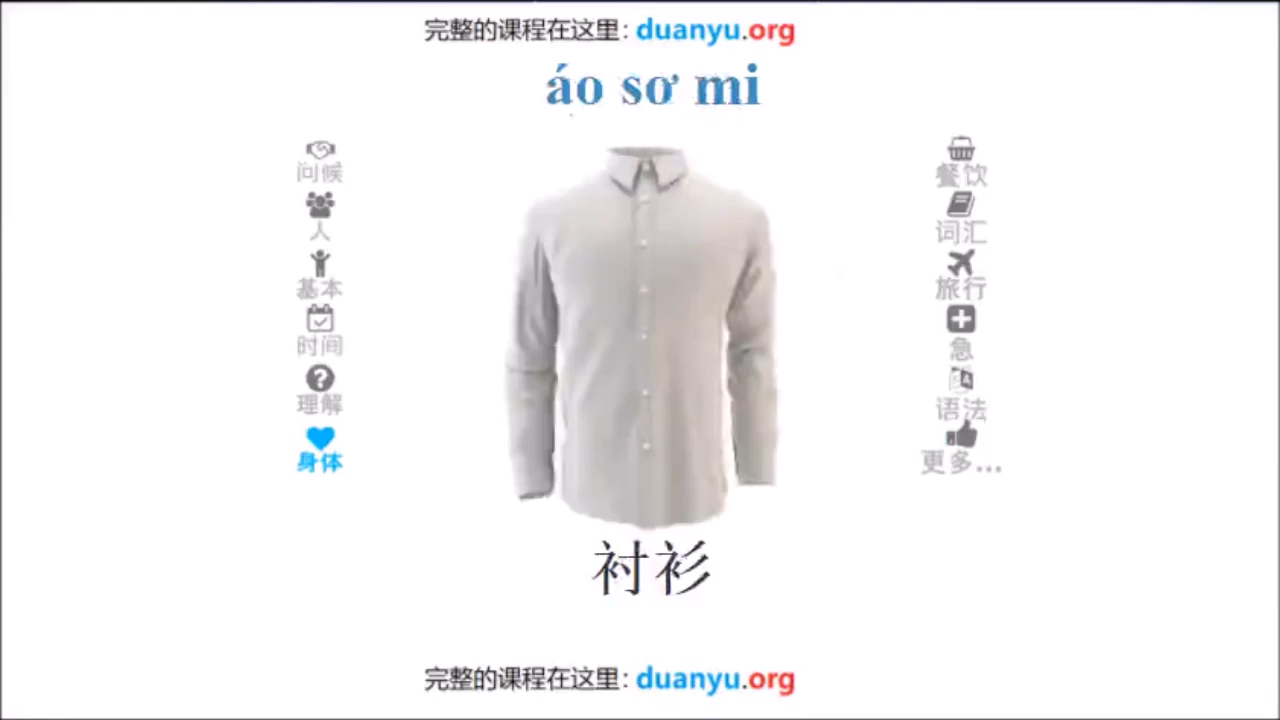 完整的课程在这里：duanyu.org
áo sơ mi
问候
人
基本
时间
理解
身体
餐饮
词汇
旅行
急
语法
更多...
衬衫
完整的课程在这里：duanyu.org